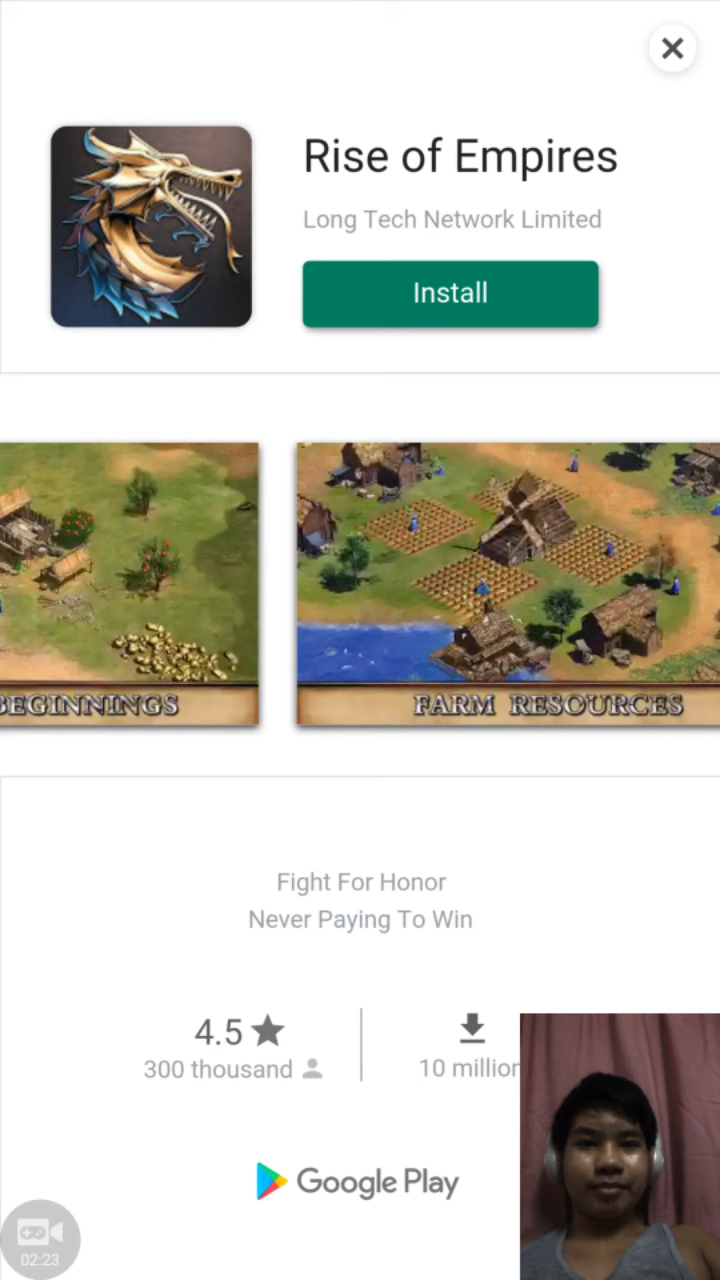 Rise of Empires
Long Tech Network Limited
Install
BEGINNINGS
FARM RESOURCES
Fight For Honor
Never Paying To Win
4.5
300 thousand
10 million
Google Play
02:23